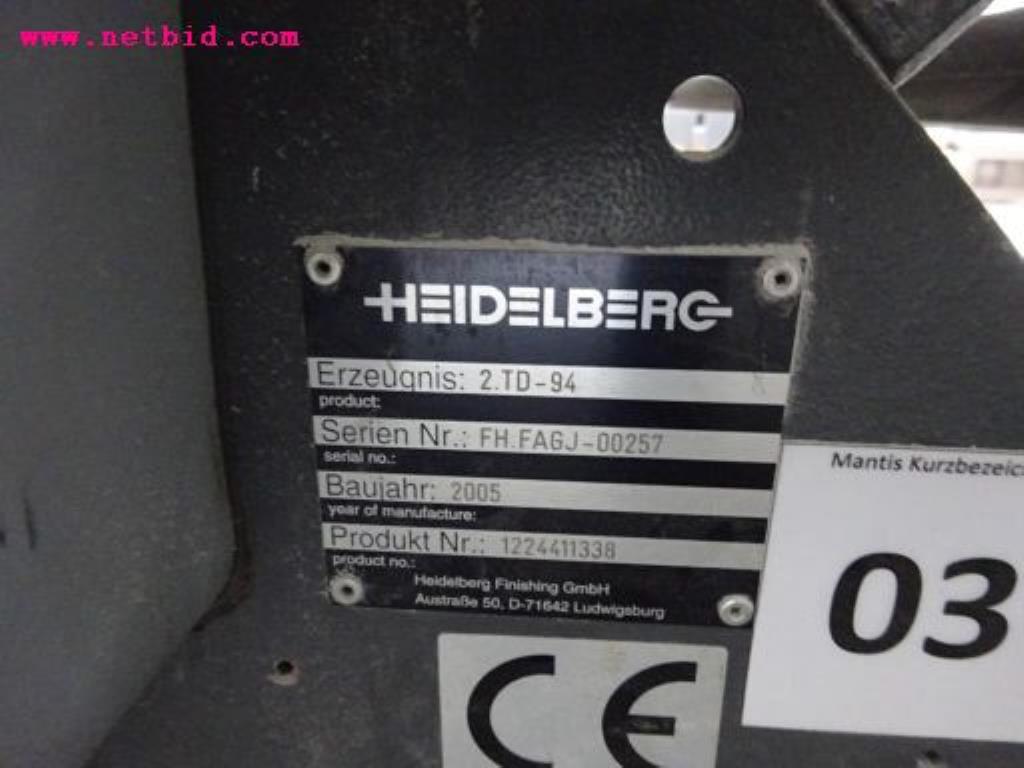 www.netbid.com
HEIDELBERG
Erzeugnis: 2.TD-94
product:
Serien Nr.: FH.FAGJ-00257
serial no.:
Baujahr: 2005
year of manufacture:
Produkt Nr.: 1224411338
product no.:
Heidelberg Finishing GmbH
Austraße 50, D-71642 Ludwigsburg
Mantis Kurzbezeic
03
CE